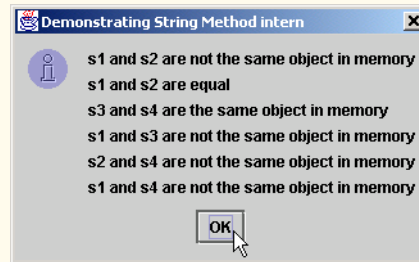 Demonstrating String Method intern
s1 and s2 are not the same object in memory
s1 and s2 are equal
s3 and s4 are the same object in memory
s1 and s3 are not the same object in memory
s2 and s4 are not the same object in memory
s1 and s4 are not the same object in memory
OK